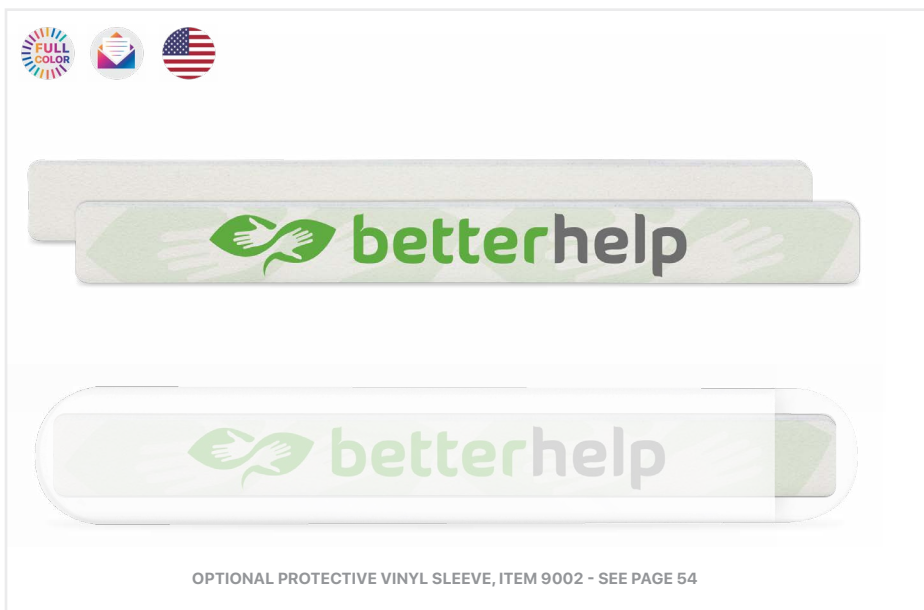 FULL
COLOR
betterhelp
betterhelp
OPTIONAL PROTECTIVE VINYL SLEEVE, ITEM 9002 - SEE PAGE 54